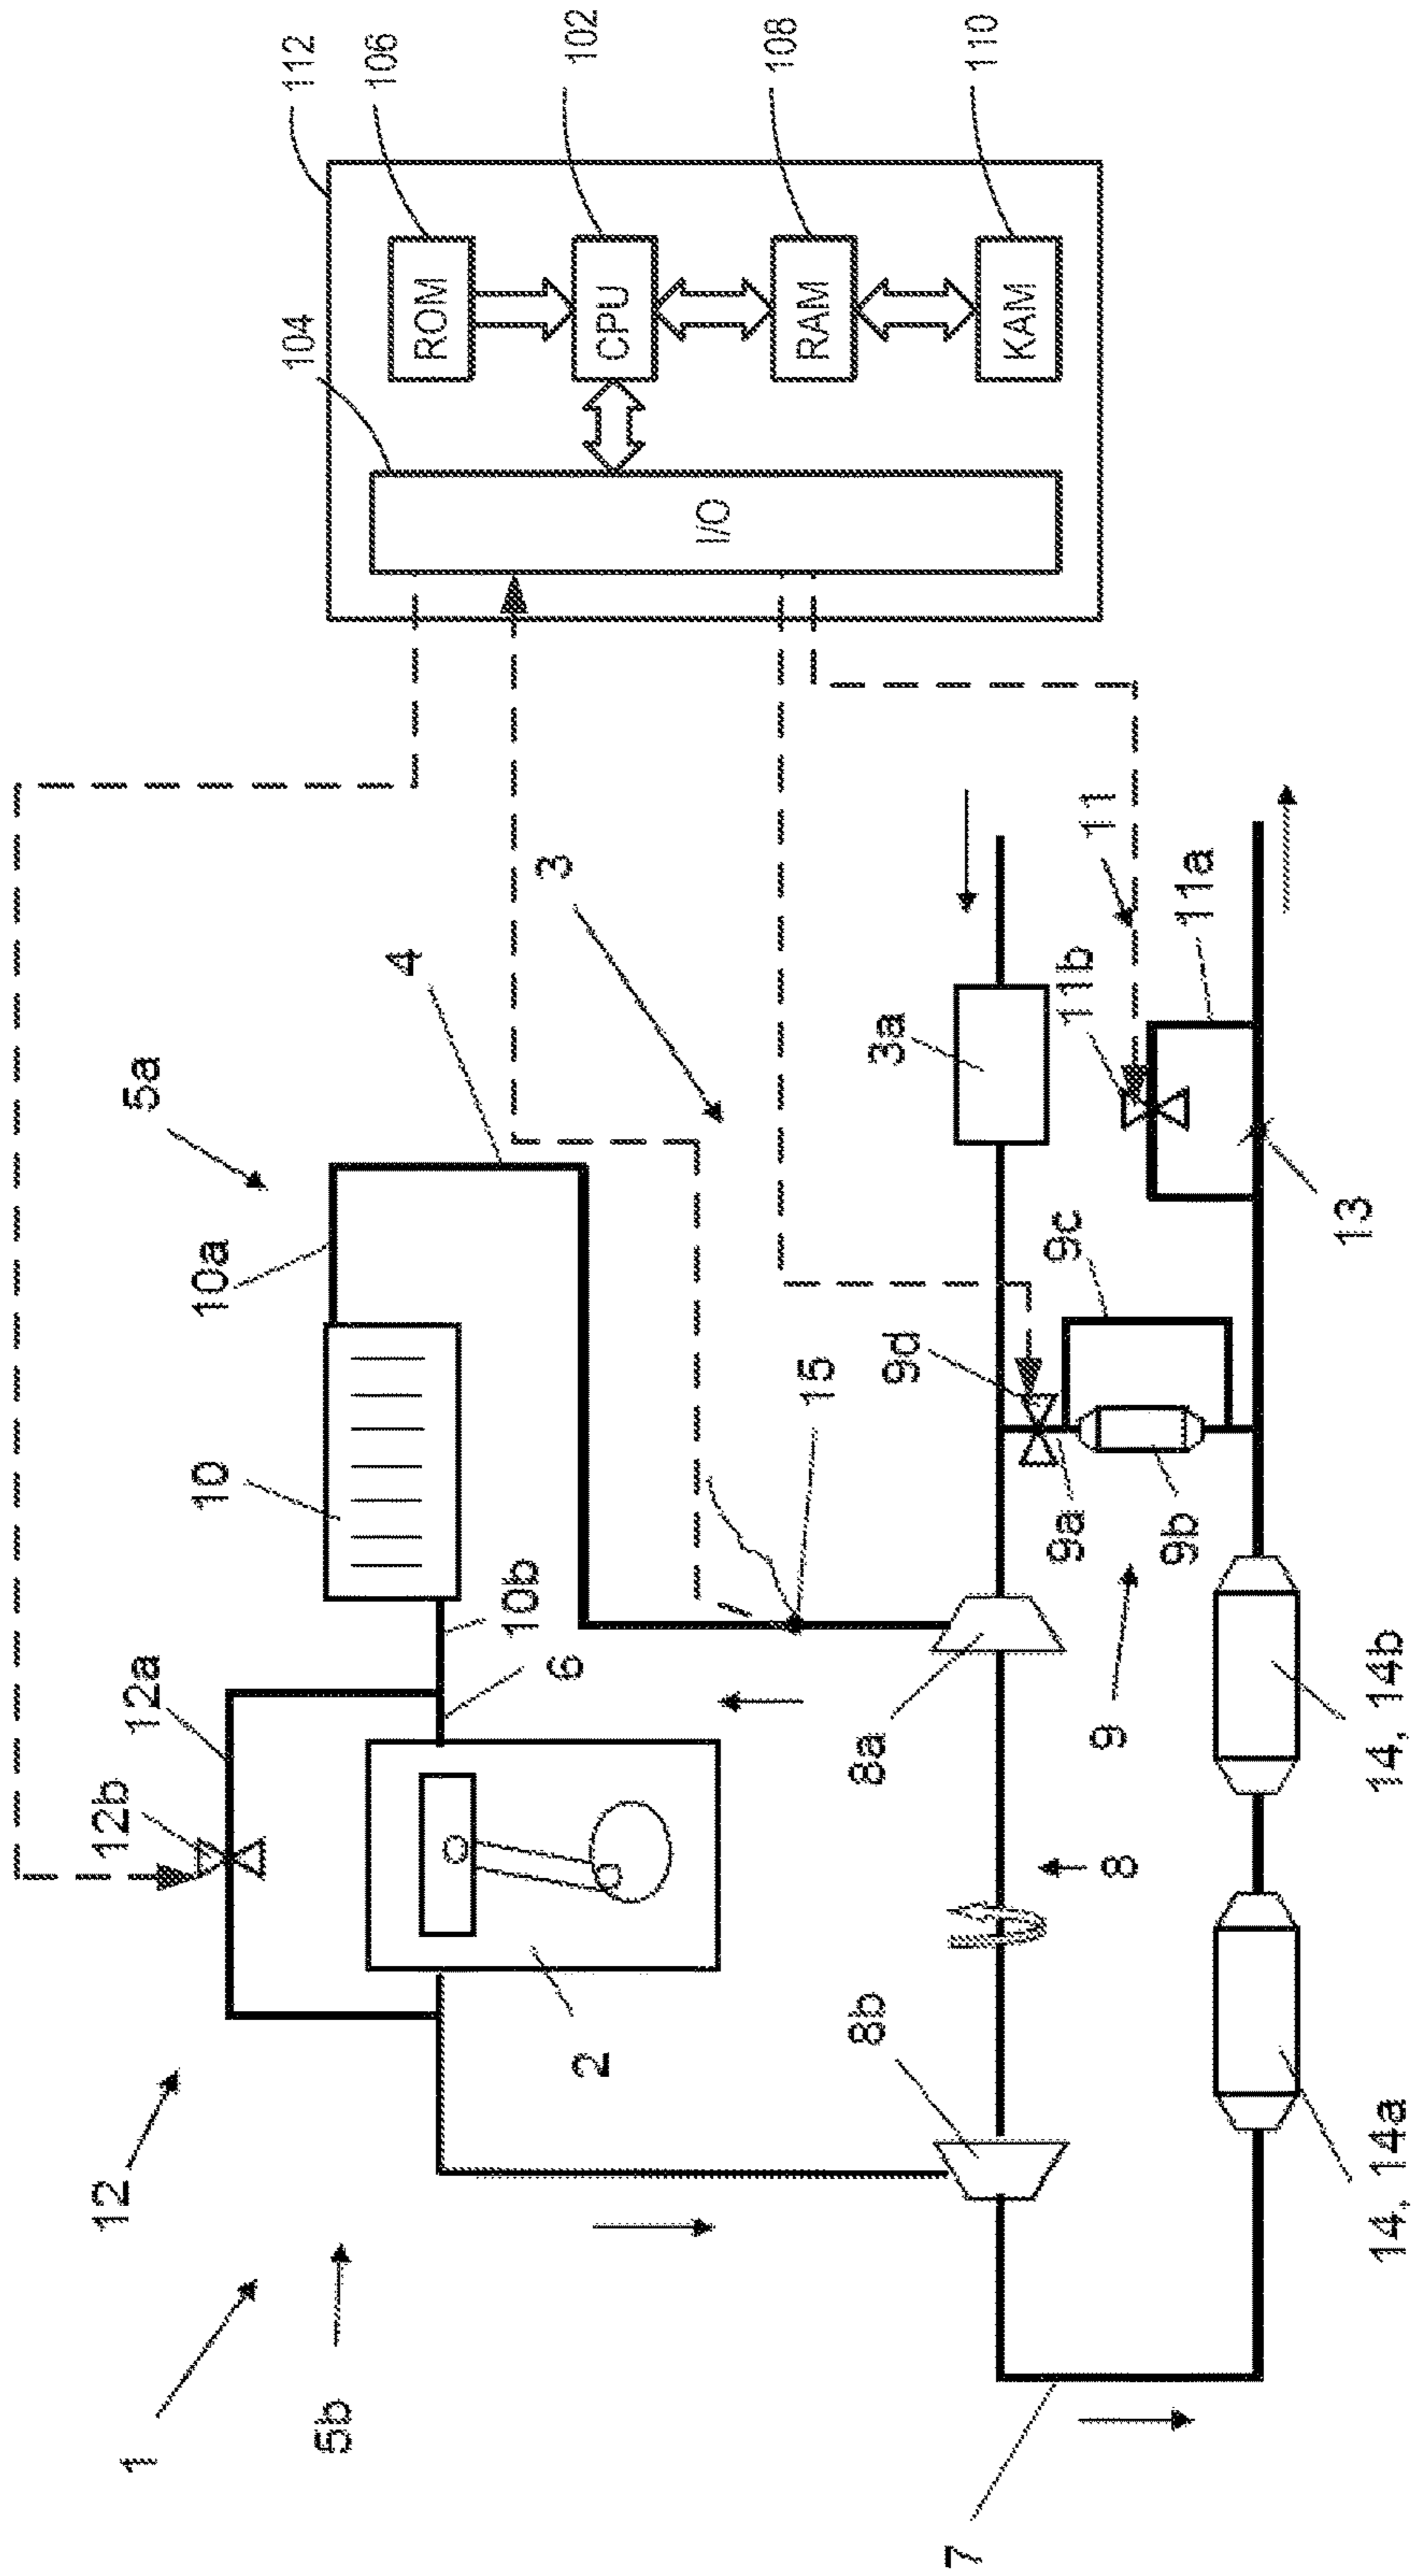 12
12b
12a
10
10a
5a
1
5b
2
6
10b
4
3
104
112
106
ROM
102
CPU
I/O
108
RAM
110
KAM
8b
8a
15
8
9
9a
9d
9b
9c
3a
11
11b
11a
13
7
14, 14a
14, 14b